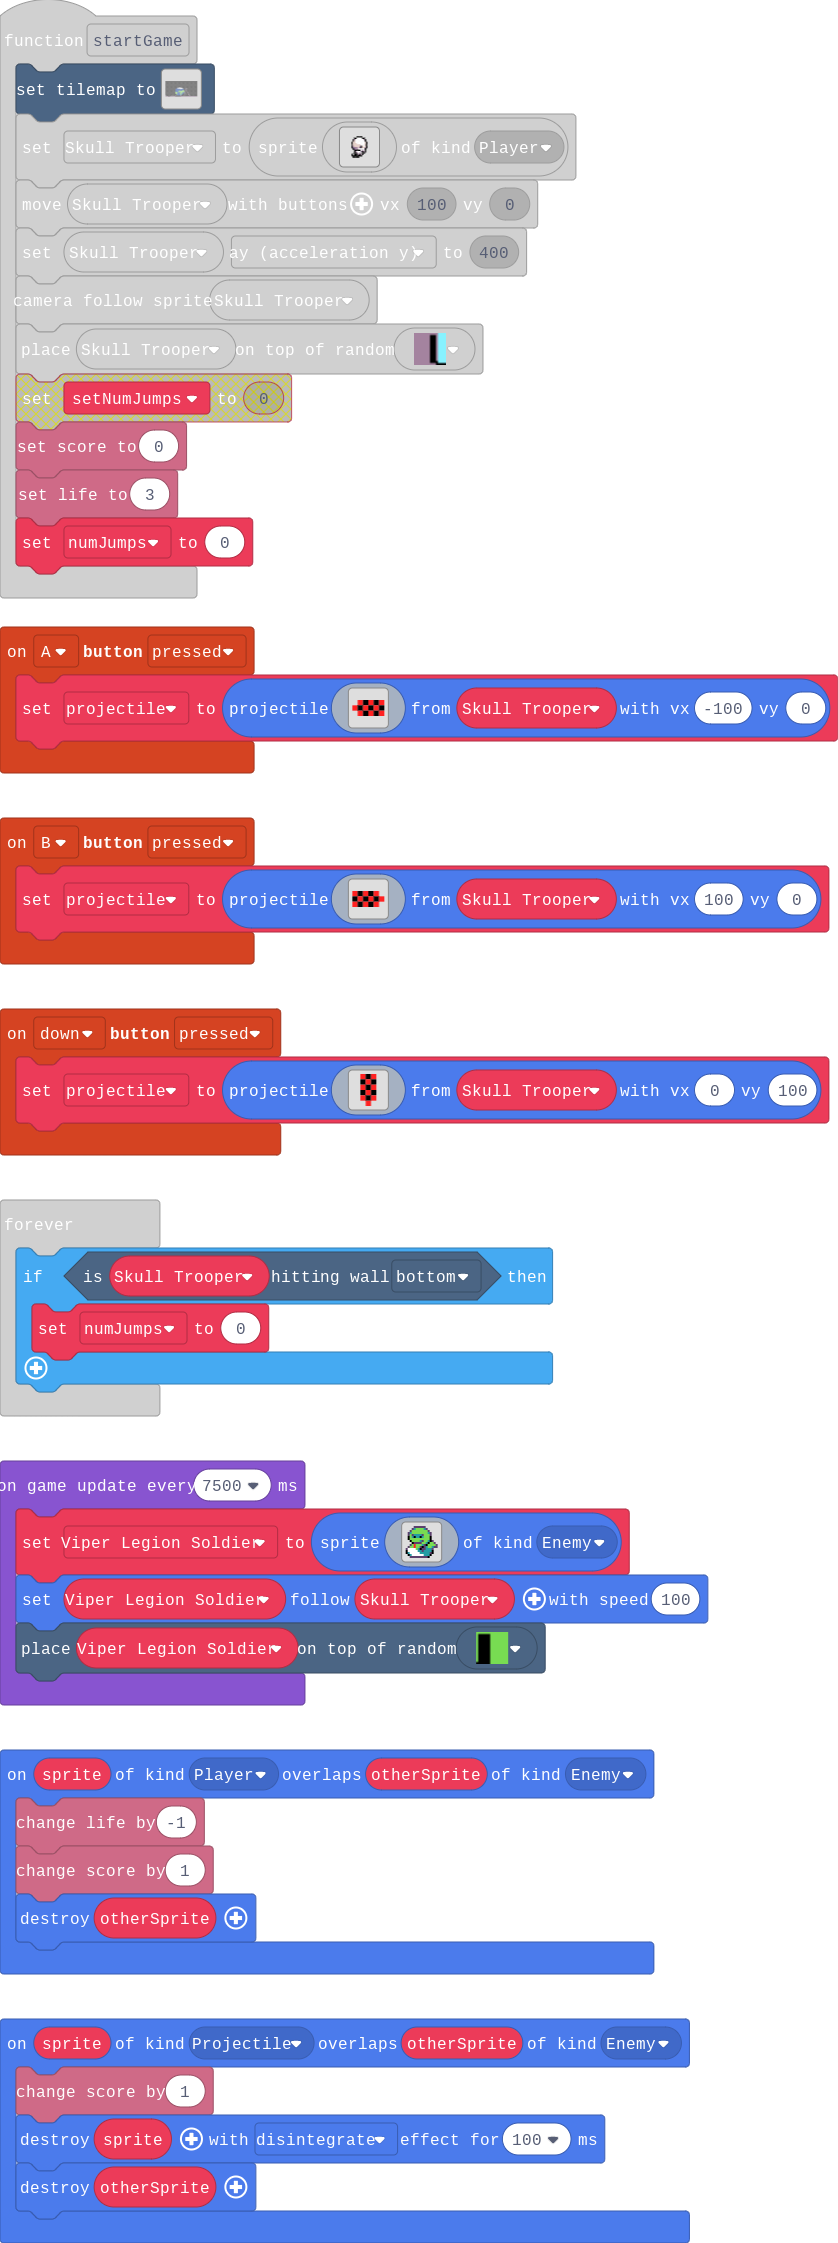 function startGame
set tilemap to
set Skull Trooper to sprite of kind Player
move Skull Trooper with buttons vx 100 vy 0
set Skull Trooper ay (acceleration y) to 400
camera follow sprite Skull Trooper
place Skull Trooper on top of random
set setNumJumps to 0
set score to 0
set life to 3
set numJumps to 0
on A button pressed
set projectile to projectile from Skull Trooper with vx -100 vy 0
on B button pressed
set projectile to projectile from Skull Trooper with vx 100 vy 0
on down button pressed
set projectile to projectile from Skull Trooper with vx 0 vy 100
forever
if is Skull Trooper hitting wall bottom then
set numJumps to 0
on game update every 7500 ms
set Viper Legion Soldier to sprite of kind Enemy
set Viper Legion Soldier follow Skull Trooper with speed 100
place Viper Legion Soldier on top of random
on sprite of kind Player overlaps otherSprite of kind Enemy
change life by -1
change score by 1
destroy otherSprite
on sprite of kind Projectile overlaps otherSprite of kind Enemy
change score by 1
destroy sprite with disintegrate effect for 100 ms
destroy otherSprite